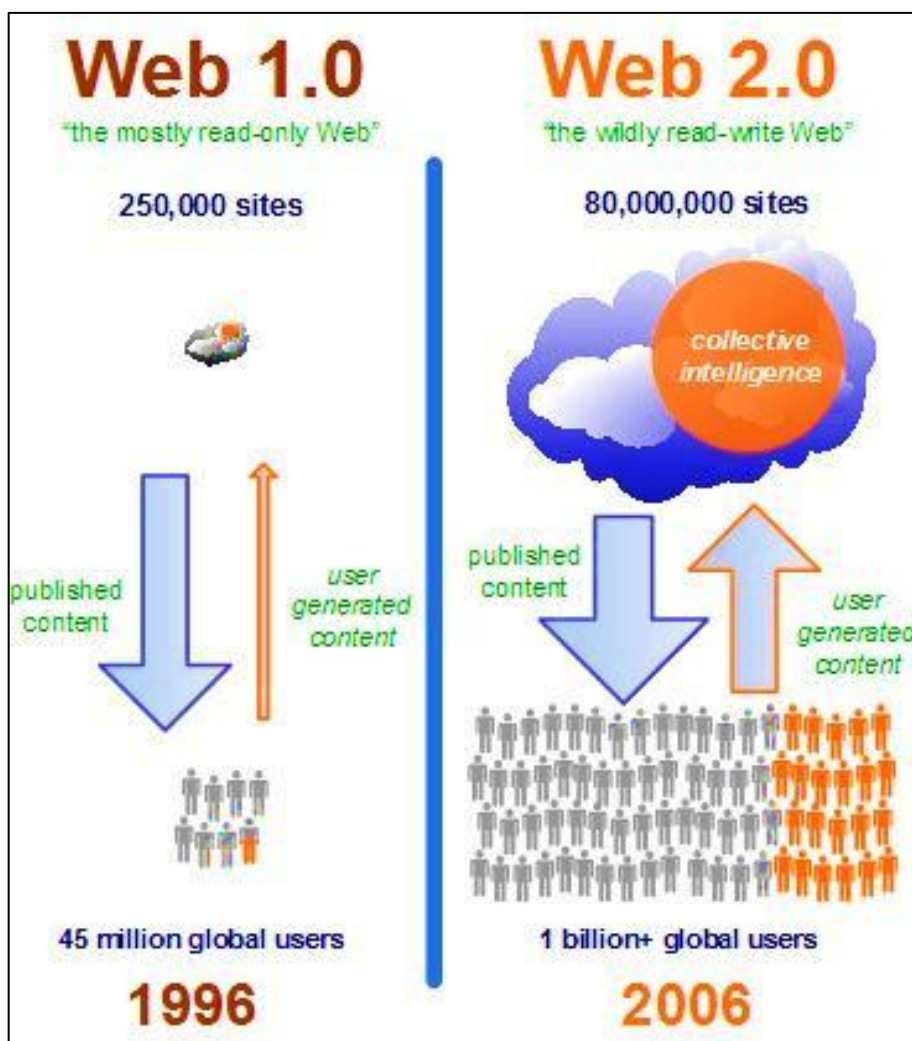 Web 1.0
"the mostly read-only Web"
250,000 sites
published
content
user
generated
content
45 million global users
1996
Web 2.0
"the wildly read-write Web"
80,000,000 sites
collective
intelligence
published
content
user
generated
content
1 billion+ global users
2006